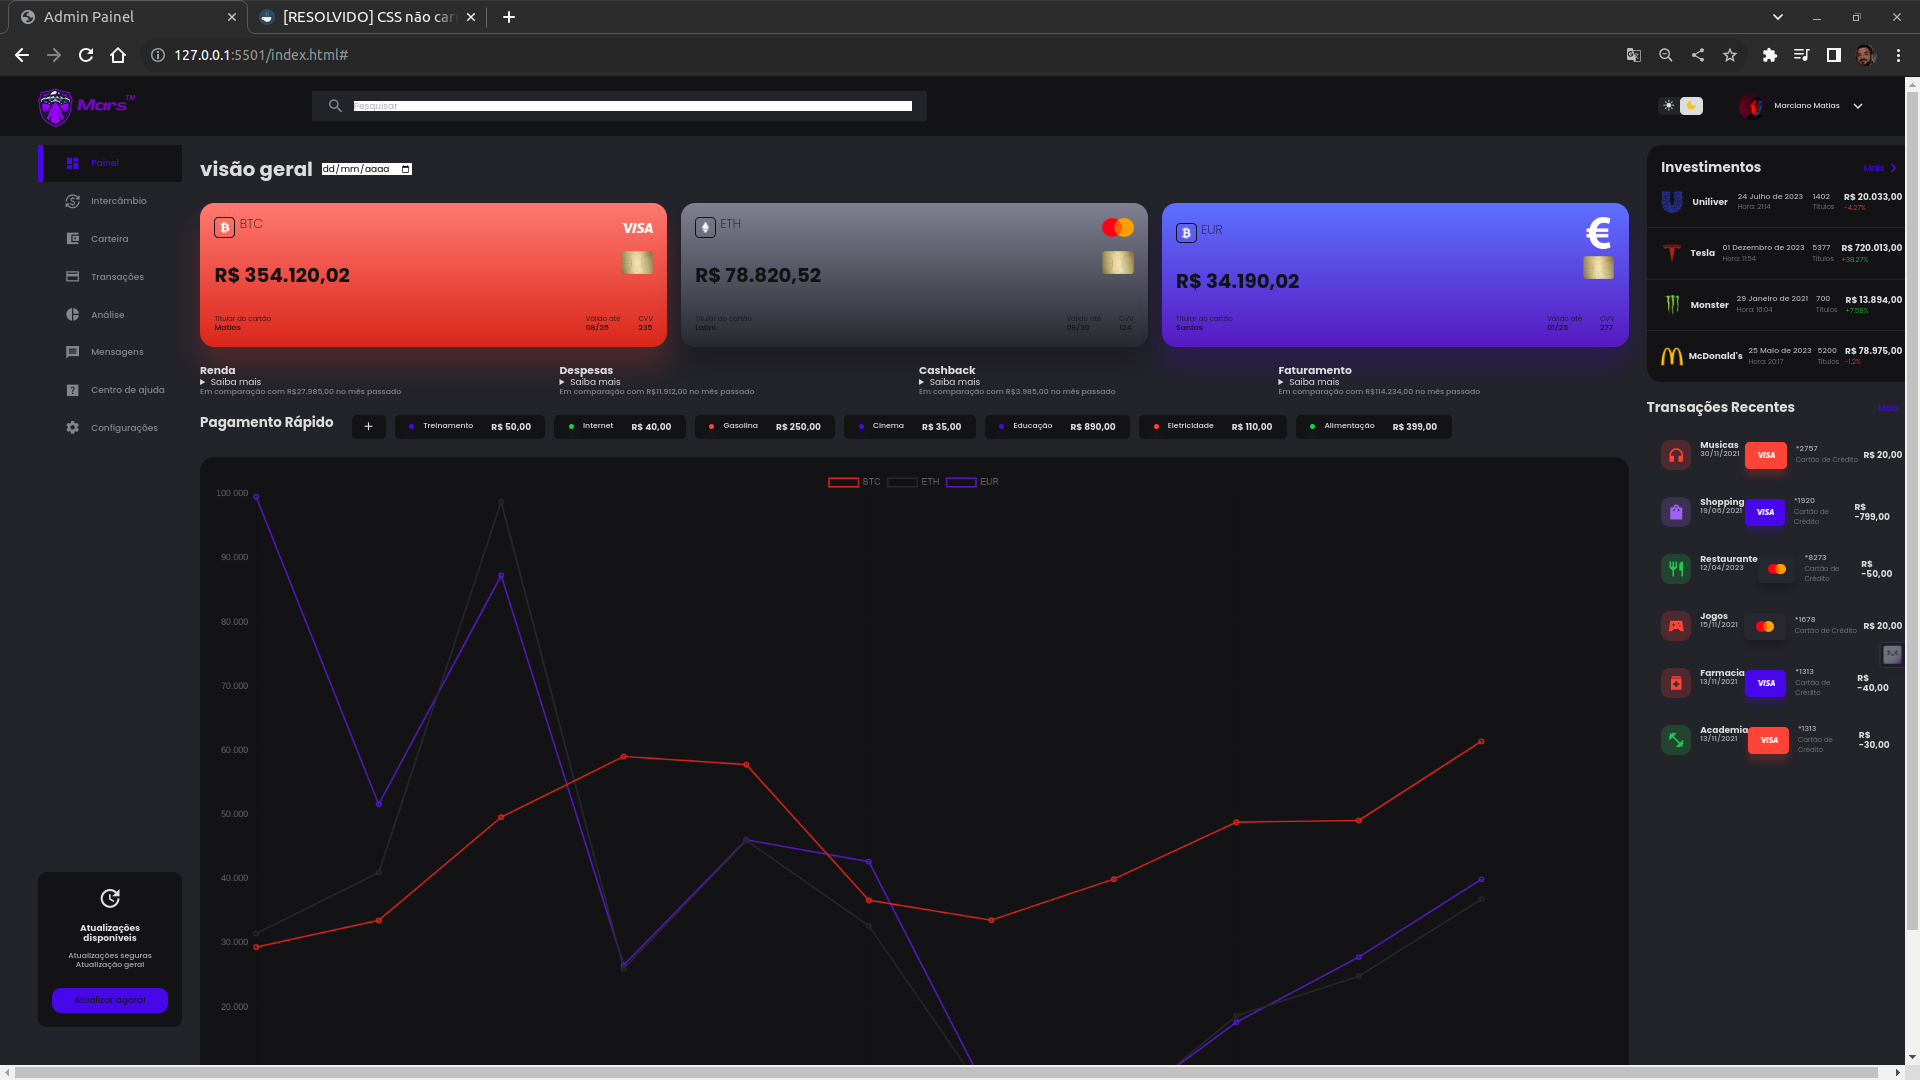 Admin Painel
[RESOLVIDO] CSS não car
127.0.0.1:5501/index.html#
Mars™
Pesquisar
Marciano Matias
Painel
Intercâmbio
Carteira
Transações
Análise
Mensagens
Centro de ajuda
Configurações
Atualizações
disponíveis
Atualizações seguras
Atualização geral
Atualizar agora!
visão geral dd/mm/aaaa
BTC
VISA
R$ 354.120,02
Titular do cartão Válido até CVV
Matias 08/25 235
ETH
R$ 78.820,52
Titular do cartão Válido até CVV
Latini 09/30 124
EUR
€
R$ 34.190,02
Titular do cartão Válido até CVV
Santos 01/25 277
Renda
Saiba mais
Em comparação com R$27.985,00 no mês passado
Despesas
Saiba mais
Em comparação com R$11.912,00 no mês passado
Cashback
Saiba mais
Em comparação com R$3.985,00 no mês passado
Faturamento
Saiba mais
Em comparação com R$114.234,00 no mês passado
Pagamento Rápido
+
Treinamento R$ 50,00
Internet R$ 40,00
Gasolina R$ 250,00
Cinema R$ 35,00
Educação R$ 890,00
Eletricidade R$ 110,00
Alimentação R$ 399,00
BTC ETH EUR
100.000
90.000
80.000
70.000
60.000
50.000
40.000
30.000
20.000
Investimentos Mais
Uniliver
24 Julho de 2023 1402 R$ 20.033,00
Hora: 21:14 Títulos -4.27%
Tesla
01 Dezembro de 2023 5377 R$ 720.013,00
Hora: 11:54 Títulos +38.27%
Monster
29 Janeiro de 2021 700 R$ 13.894,00
Hora: 16:04 Títulos +7.58%
McDonald's
25 Maio de 2023 5200 R$ 78.975,00
Hora: 20:17 Títulos -1.2%
Transações Recentes Mais
Musicas
30/11/2021
VISA
*2757
Cartão de Crédito
R$ 20,00
Shopping
19/06/2021
VISA
*1920
Cartão de
Crédito
R$
-799,00
Restaurante
12/04/2023
*8273
Cartão de
Crédito
R$
-50,00
Jogos
15/11/2021
*1678
Cartão de Crédito
R$ 20,00
Farmacia
13/11/2021
VISA
*1313
Cartão de
Crédito
R$
-40,00
Academia
13/11/2021
VISA
*1313
Cartão de
Crédito
R$
-30,00